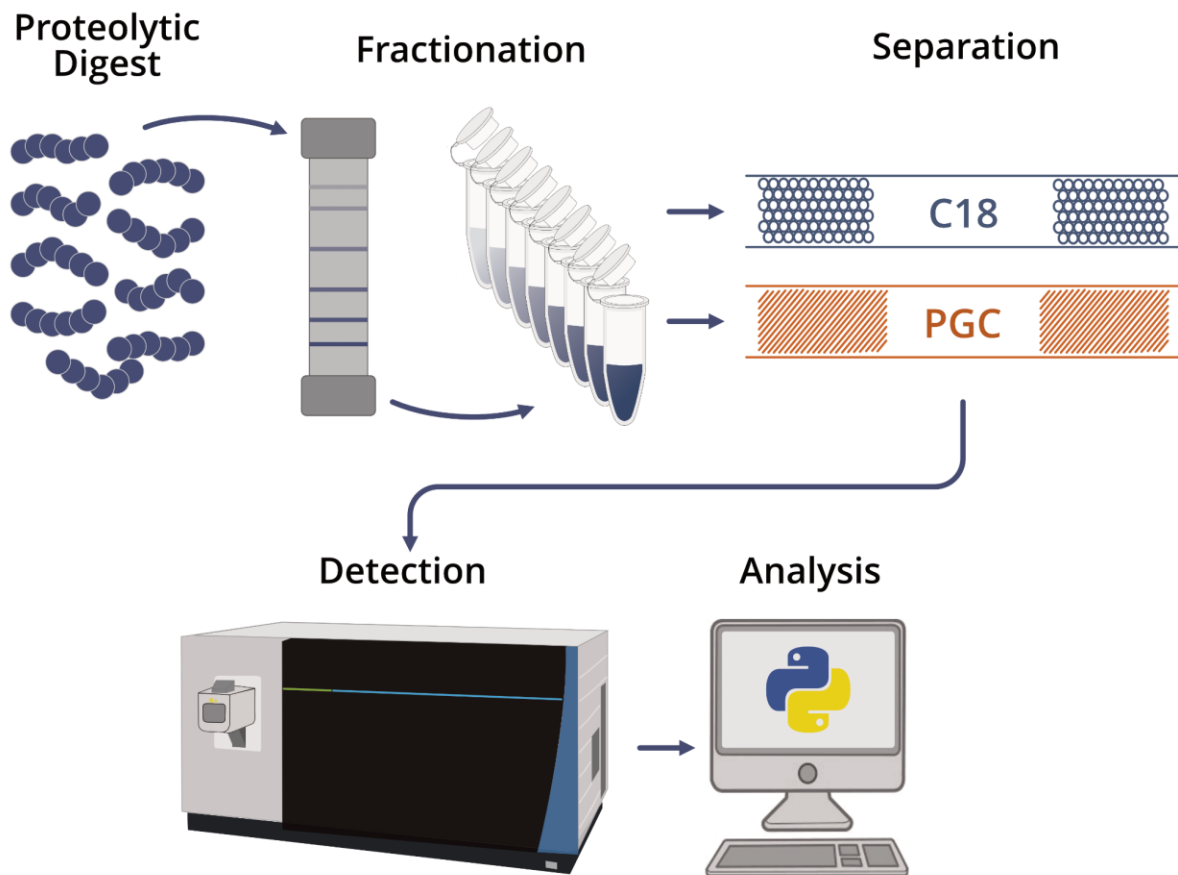 Proteolytic
Digest
Fractionation
Separation
C18
PGC
Detection
Analysis